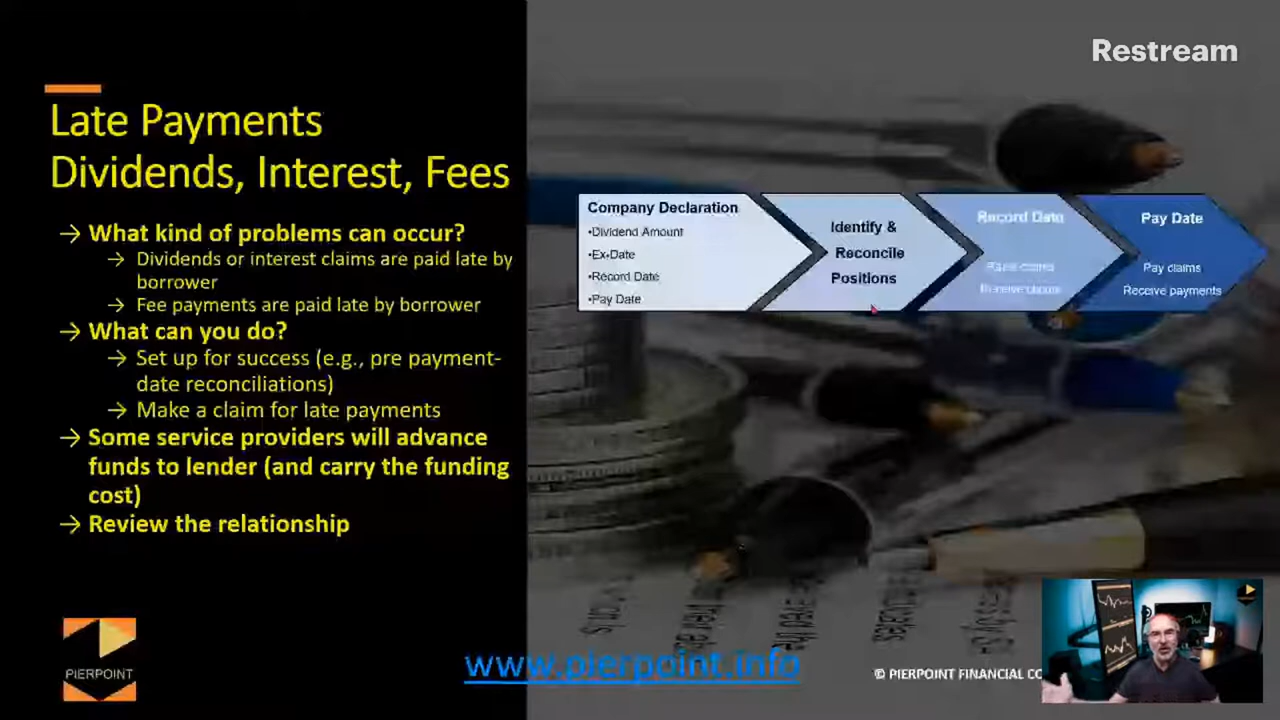 Restream
Late Payments
Dividends, Interest, Fees
→ What kind of problems can occur?
→ Dividends or interest claims are paid late by
borrower
→ Fee payments are paid late by borrower
→ What can you do?
→ Set up for success (e.g., pre payment-
date reconciliations)
→ Make a claim for late payments
→ Some service providers will advance
funds to lender (and carry the funding
cost)
→ Review the relationship
Company Declaration
•Dividend Amount
•Ex-Date
•Record Date
•Pay Date
Identify &
Reconcile
Positions
Record Date
Pay Date
Pay claims
Receive payments
PIERPOINT
www.pierpoint.info
© PIERPOINT FINANCIAL CO